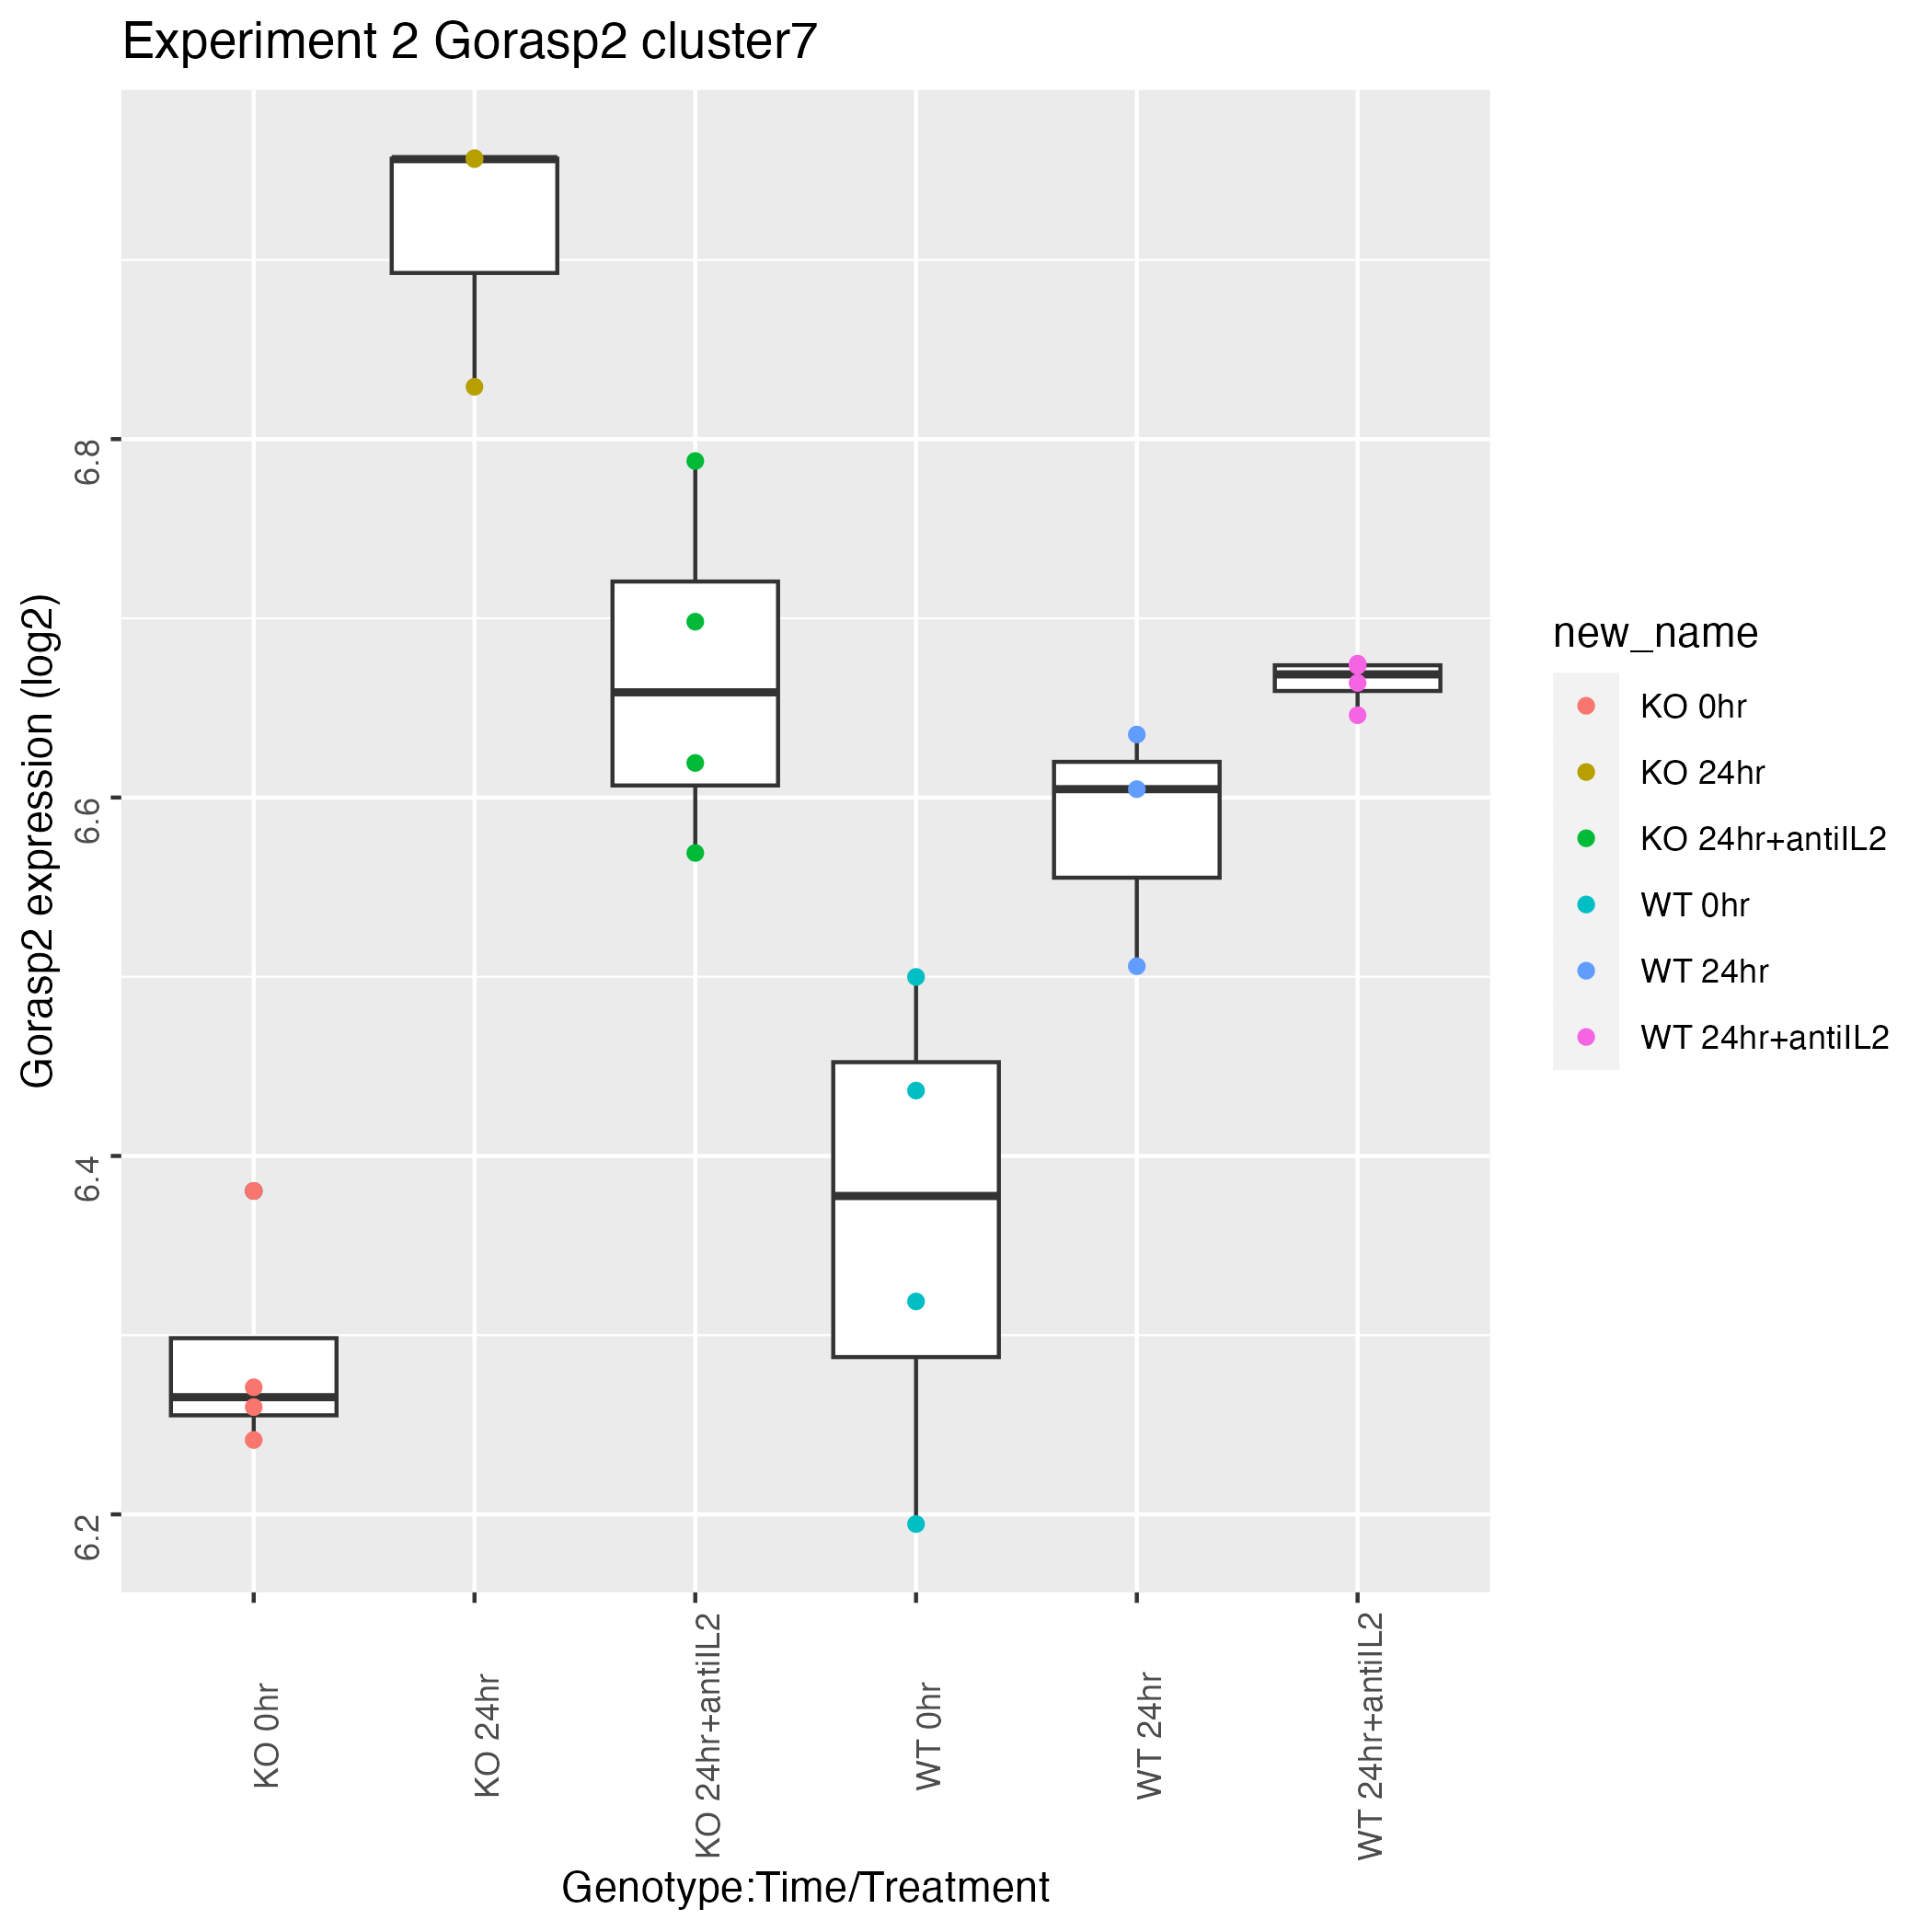 Experiment 2 Gorasp2 cluster7
Gorasp2 expression (log2)
6.8
6.6
6.4
6.2
KO 0hr
KO 24hr
KO 24hr+antiIL2
WT 0hr
WT 24hr
WT 24hr+antiIL2
Genotype:Time/Treatment
new_name
KO 0hr
KO 24hr
KO 24hr+antiIL2
WT 0hr
WT 24hr
WT 24hr+antiIL2